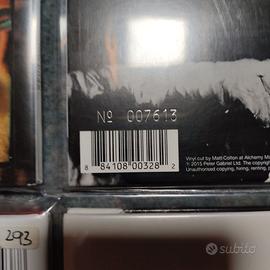 Nº 007613
8 84108 00328 2
Vinyl cut by Matt Colton at Alchemy
© 2015 Peter Gabriel Ltd. The copyright
Unauthorised copying, hiring, renting,
293
subito